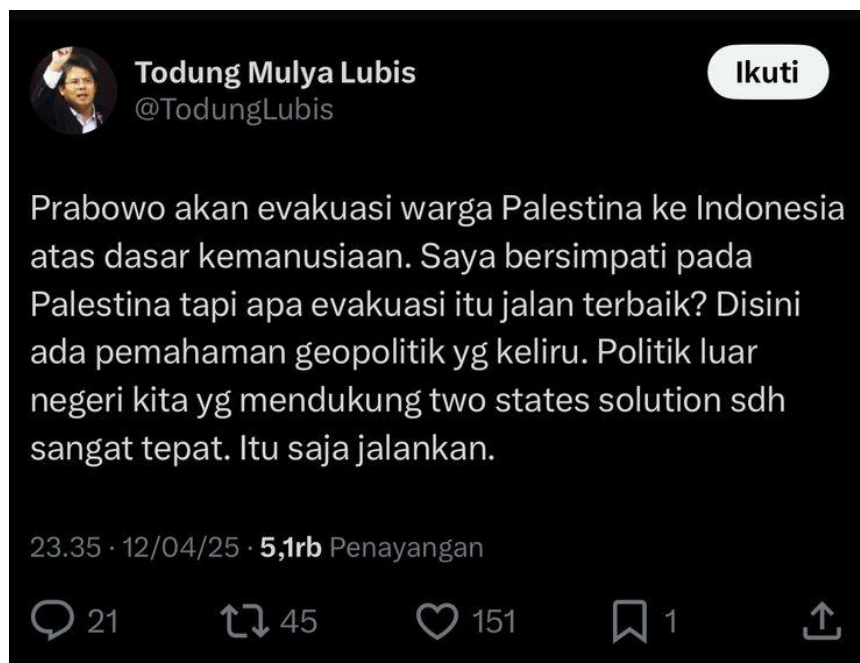 Todung Mulya Lubis
Ikuti
@TodungLubis
Prabowo akan evakuasi warga Palestina ke Indonesia
atas dasar kemanusiaan. Saya bersimpati pada
Palestina tapi apa evakuasi itu jalan terbaik? Disini
ada pemahaman geopolitik yg keliru. Politik luar
negeri kita yg mendukung two states solution sdh
sangat tepat. Itu saja jalankan.
23.35 · 12/04/25 · 5,1rb Penayangan
21 45 151 1